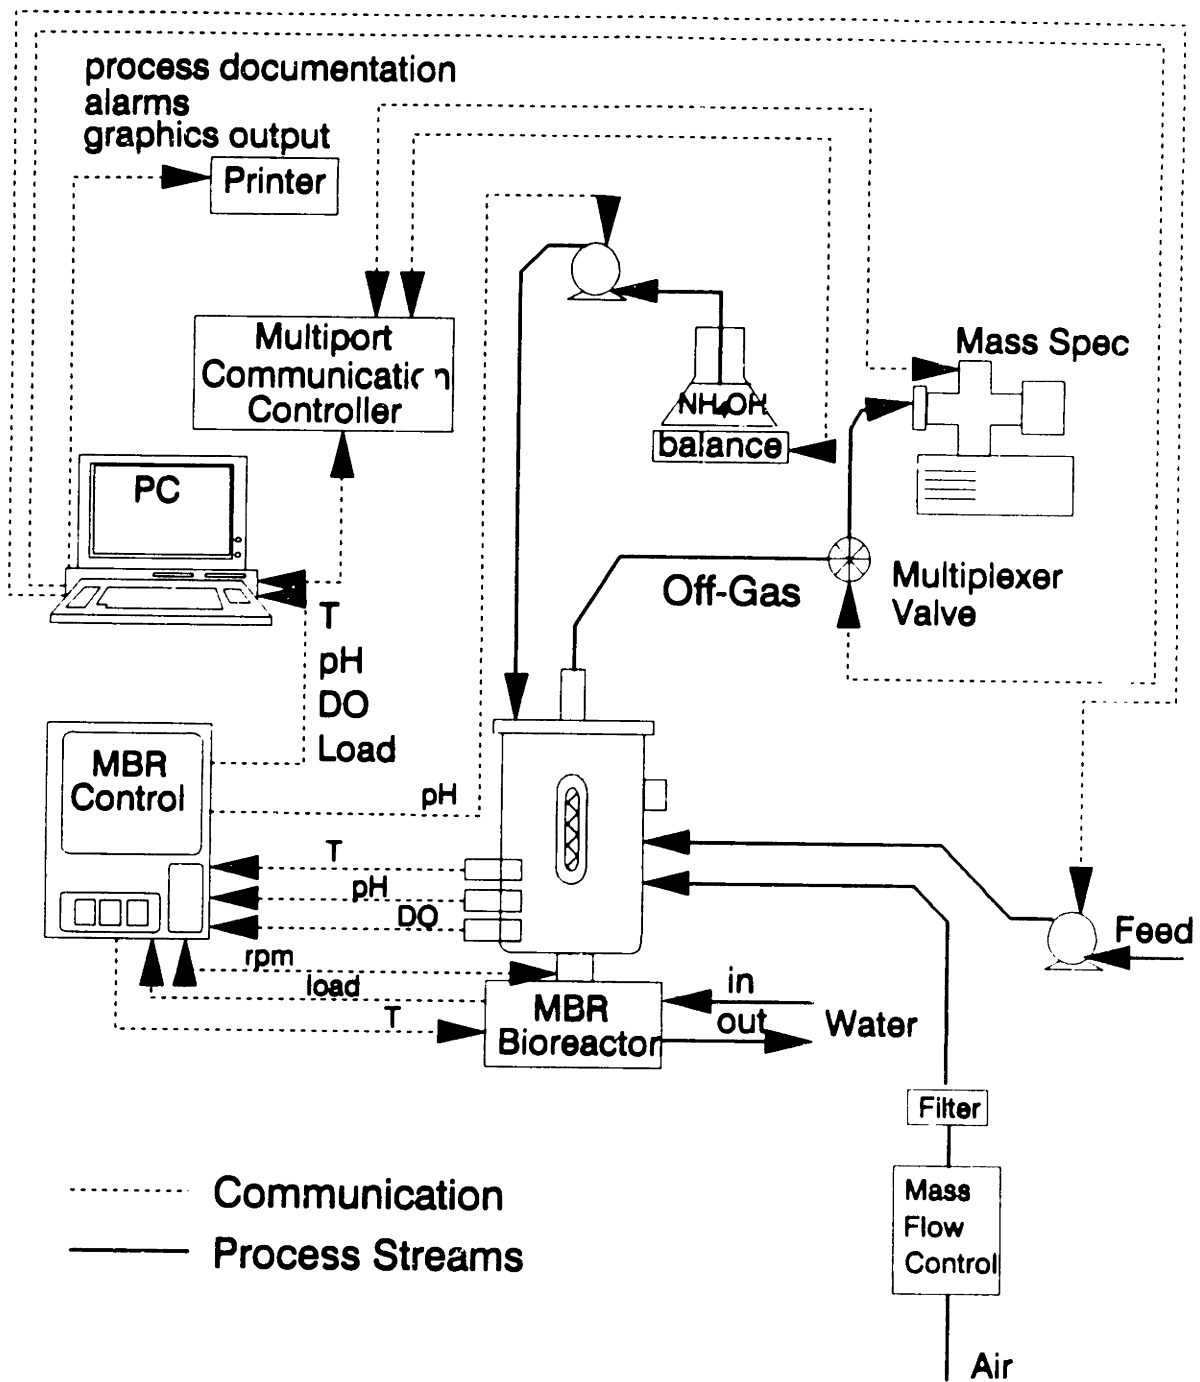 process documentation
alarms
graphics output
Printer
Multiport
Communication
Controller
Mass Spec
NH4OH
balance
PC
Off-Gas
Multiplexer
Valve
T
pH
DO
Load
MBR
Control
pH
T
pH
DO
rpm
load
T
in
out
Water
MBR
Bioreactor
Feed
Filter
Mass
Flow
Control
Air
Communication
Process Streams